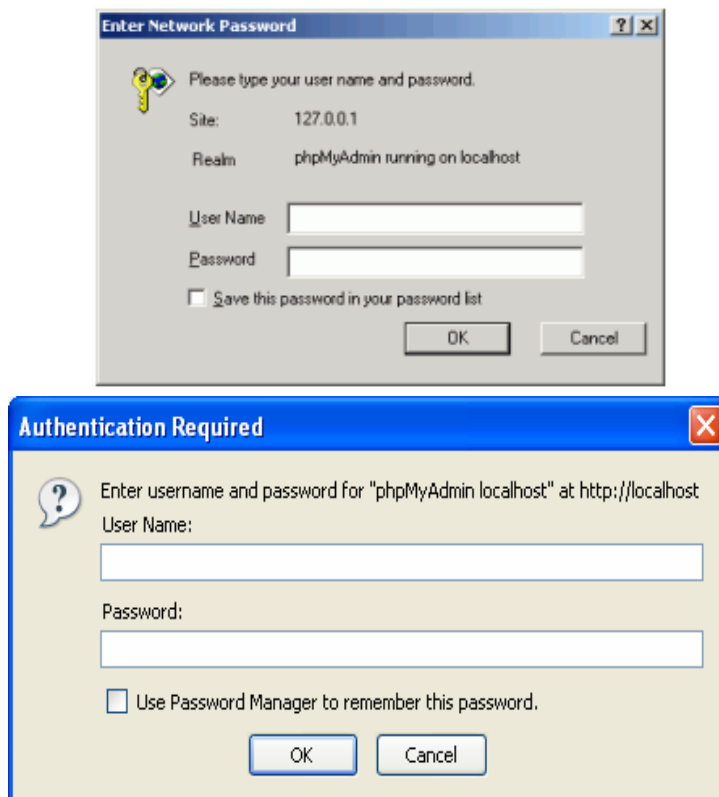 Enter Network Password
Please type your user name and password.
Site: 127.0.0.1
Realm phpMyAdmin running on localhost
User Name
Password
Save this password in your password list
OK Cancel
Authentication Required
Enter username and password for "phpMyAdmin localhost" at http://localhost
User Name:
Password:
Use Password Manager to remember this password.
OK Cancel